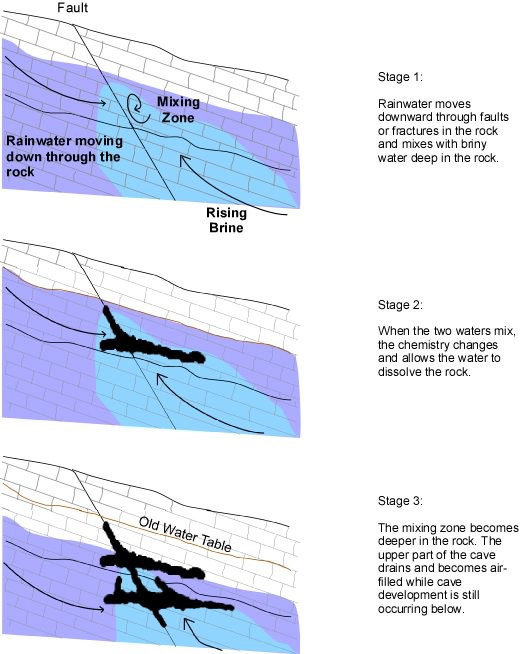 Fault
Mixing
Zone
Rainwater moving
down through the
rock
Rising
Brine
Stage 1:
Rainwater moves
downward through faults
or fractures in the rock
and mixes with briny
water deep in the rock.
Stage 2:
When the two waters mix,
the chemistry changes
and allows the water to
dissolve the rock.
Old Water Table
Stage 3:
The mixing zone becomes
deeper in the rock. The
upper part of the cave
drains and becomes air-
filled while cave
development is still
occurring below.